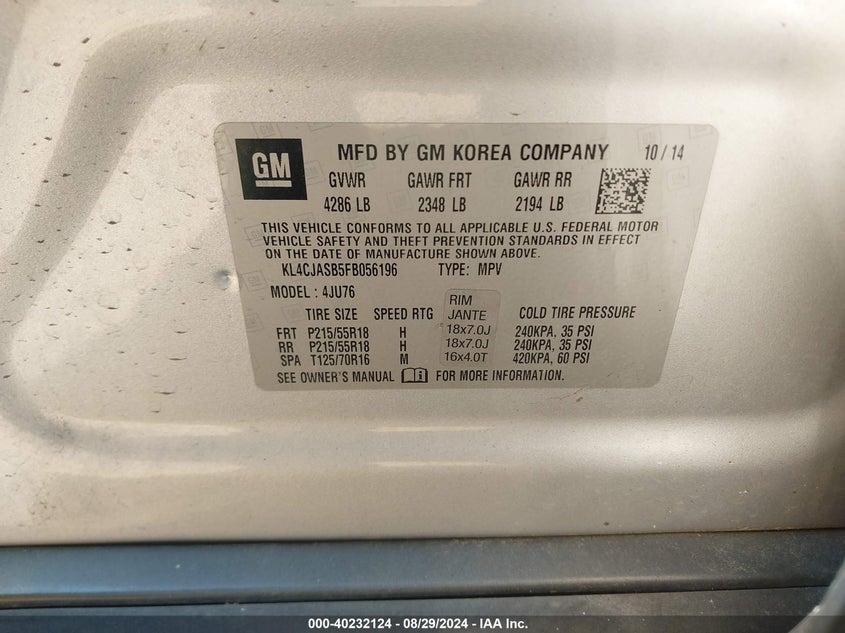 GM MFD BY GM KOREA COMPANY 10 / 14
GVWR GAWR FRT GAWR RR
4286 LB 2348 LB 2194 LB
THIS VEHICLE CONFORMS TO ALL APPLICABLE U.S. FEDERAL MOTOR
VEHICLE SAFETY AND THEFT PREVENTION STANDARDS IN EFFECT
ON THE DATE OF MANUFACTURE SHOWN ABOVE.
KL4CJASB5FB056196 TYPE: MPV
MODEL : 4JU76
RIM
TIRE SIZE SPEED RTG JANTE COLD TIRE PRESSURE
FRT P215/55R18 H 18x7.0J 240KPA, 35 PSI
RR P215/55R18 H 18x7.0J 240KPA, 35 PSI
SPA T125/70R16 M 16x4.0T 420KPA, 60 PSI
SEE OWNER'S MANUAL FOR MORE INFORMATION.
000-40232124 - 08/29/2024 - IAA Inc.